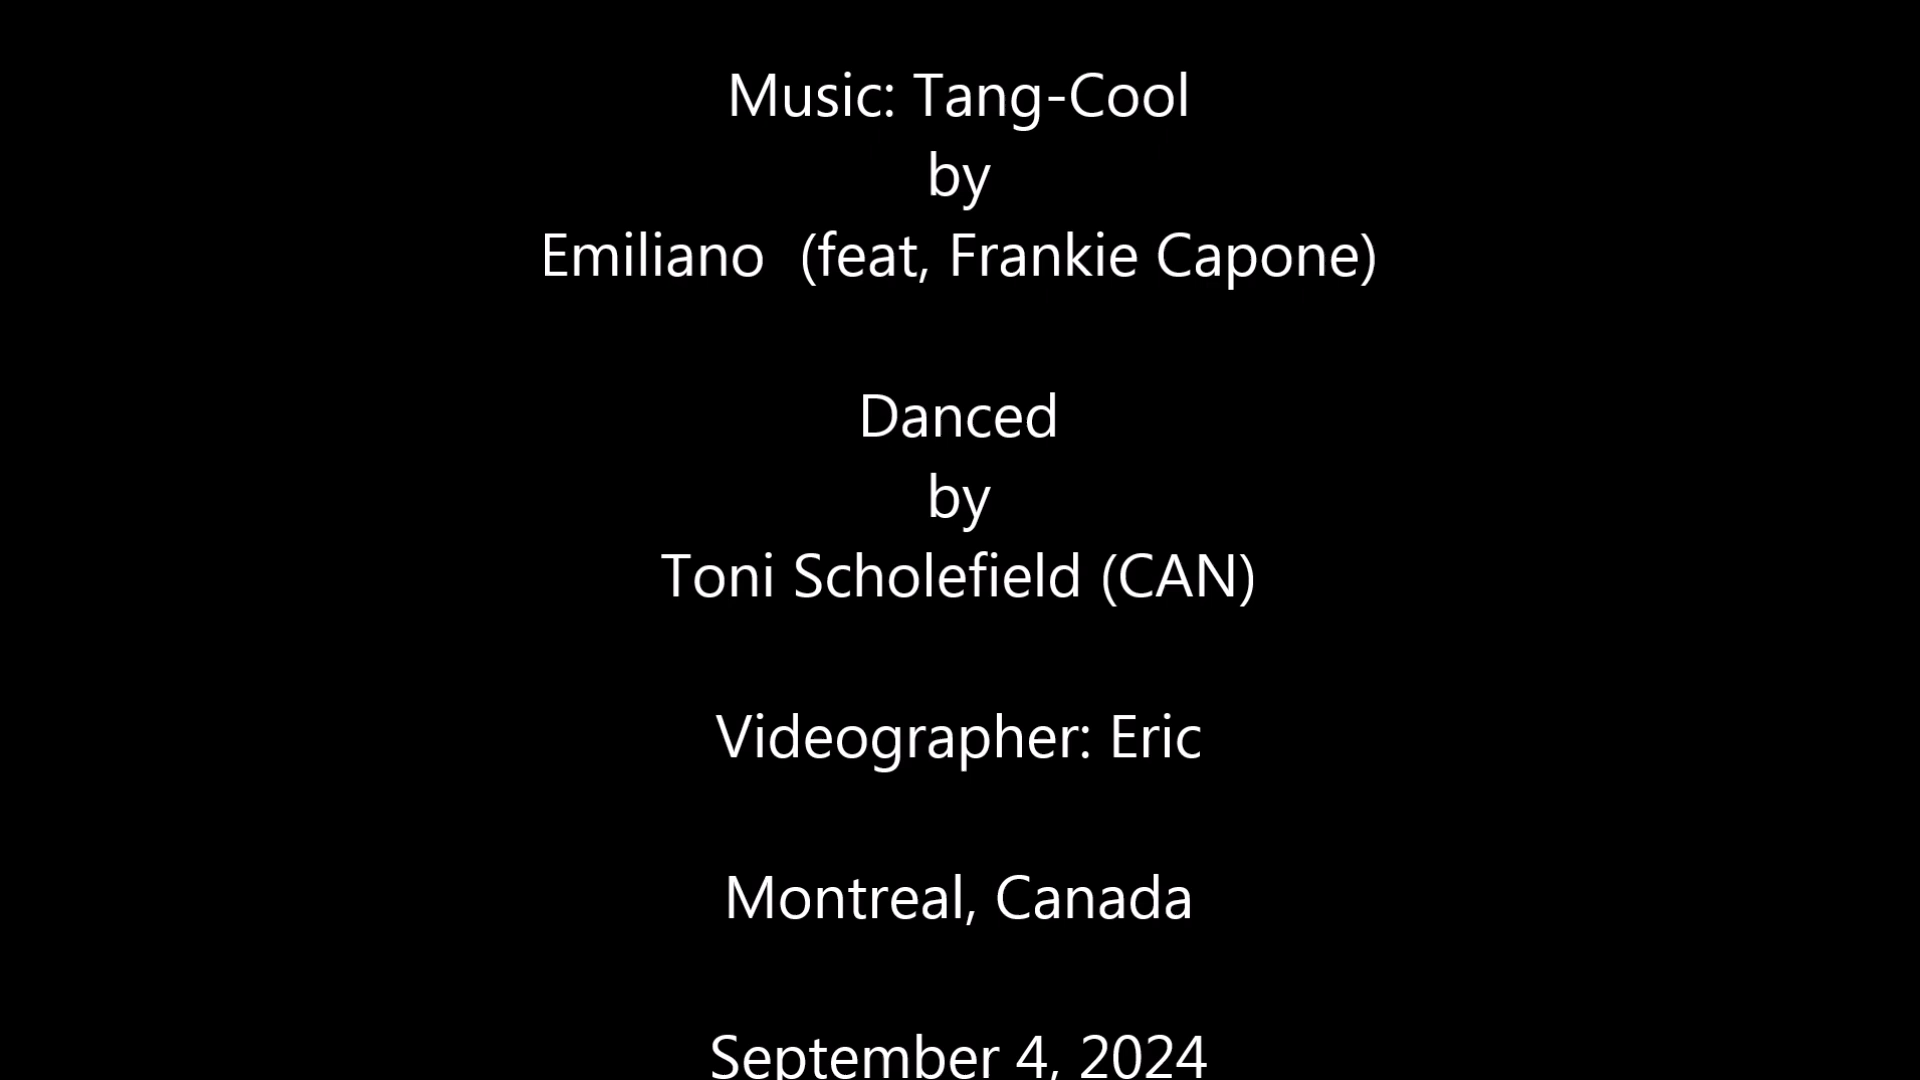 Music: Tang-Cool
by
Emiliano  (feat, Frankie Capone)
Danced
by
Toni Scholefield (CAN)
Videographer: Eric
Montreal, Canada
September 4, 2024